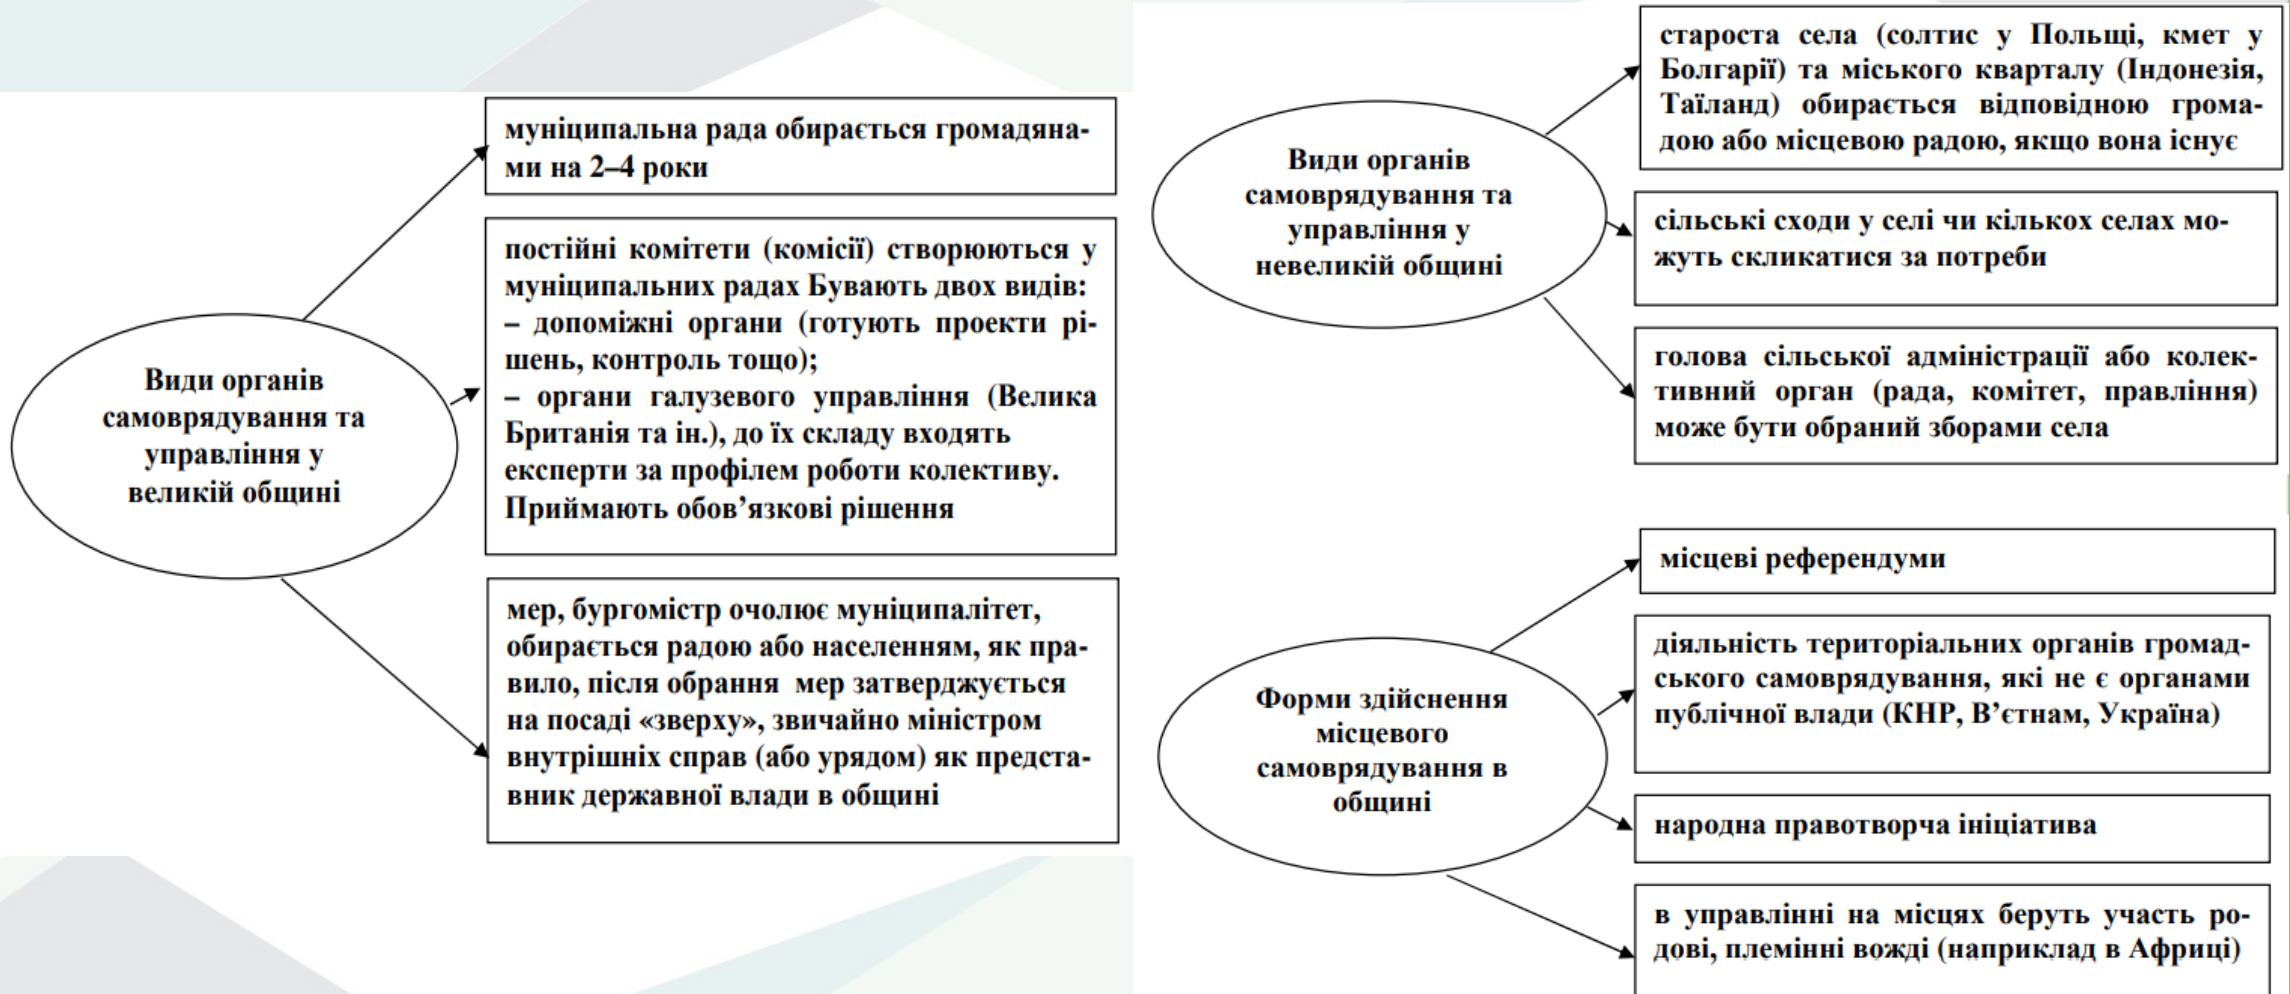 Види органів
самоврядування та
управління у
великій общині
муніципальна рада обирається громадяна-
ми на 2–4 роки
постійні комітети (комісії) створюються у
муніципальних радах Бувають двох видів:
– допоміжні органи (готують проекти рі-
шень, контроль тощо);
– органи галузевого управління (Велика
Британія та ін.), до їх складу входять
експерти за профілем роботи колективу.
Приймають обов’язкові рішення
мер, бургомістр очолює муніципалітет,
обирається радою або населенням, як пра-
вило, після обрання мер затверджується
на посаді «зверху», звичайно міністром
внутрішніх справ (або урядом) як предста-
вник державної влади в общині
Види органів
самоврядування та
управління у
невеликій общині
староста села (солтис у Польщі, кмет у
Болгарії) та міського кварталу (Індонезія,
Таїланд) обирається відповідною грома-
дою або місцевою радою, якщо вона існує
сільські сходи у селі чи кількох селах мо-
жуть скликатися за потреби
голова сільської адміністрації або колек-
тивний орган (рада, комітет, правління)
може бути обраний зборами села
Форми здійснення
місцевого
самоврядування в
общині
місцеві референдуми
діяльність територіальних органів громад-
ського самоврядування, які не є органами
публічної влади (КНР, В’єтнам, Україна)
народна правотворча ініціатива
в управлінні на місцях беруть участь ро-
дові, племінні вожді (наприклад в Африці)